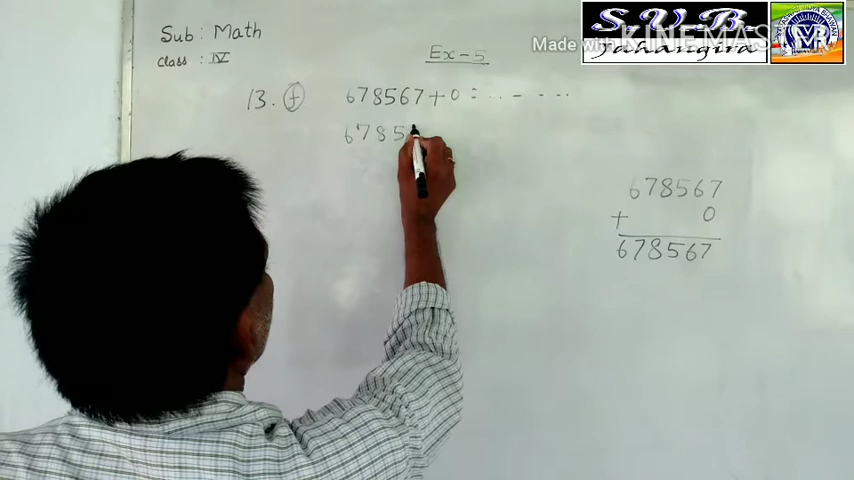 Sub: Math
Class : IV
Ex-5
13. f 678567+0 = .. - - ..
6785
678567
+ 0
678567
S.V.B.
Jahangira
Made with KINEMASTER